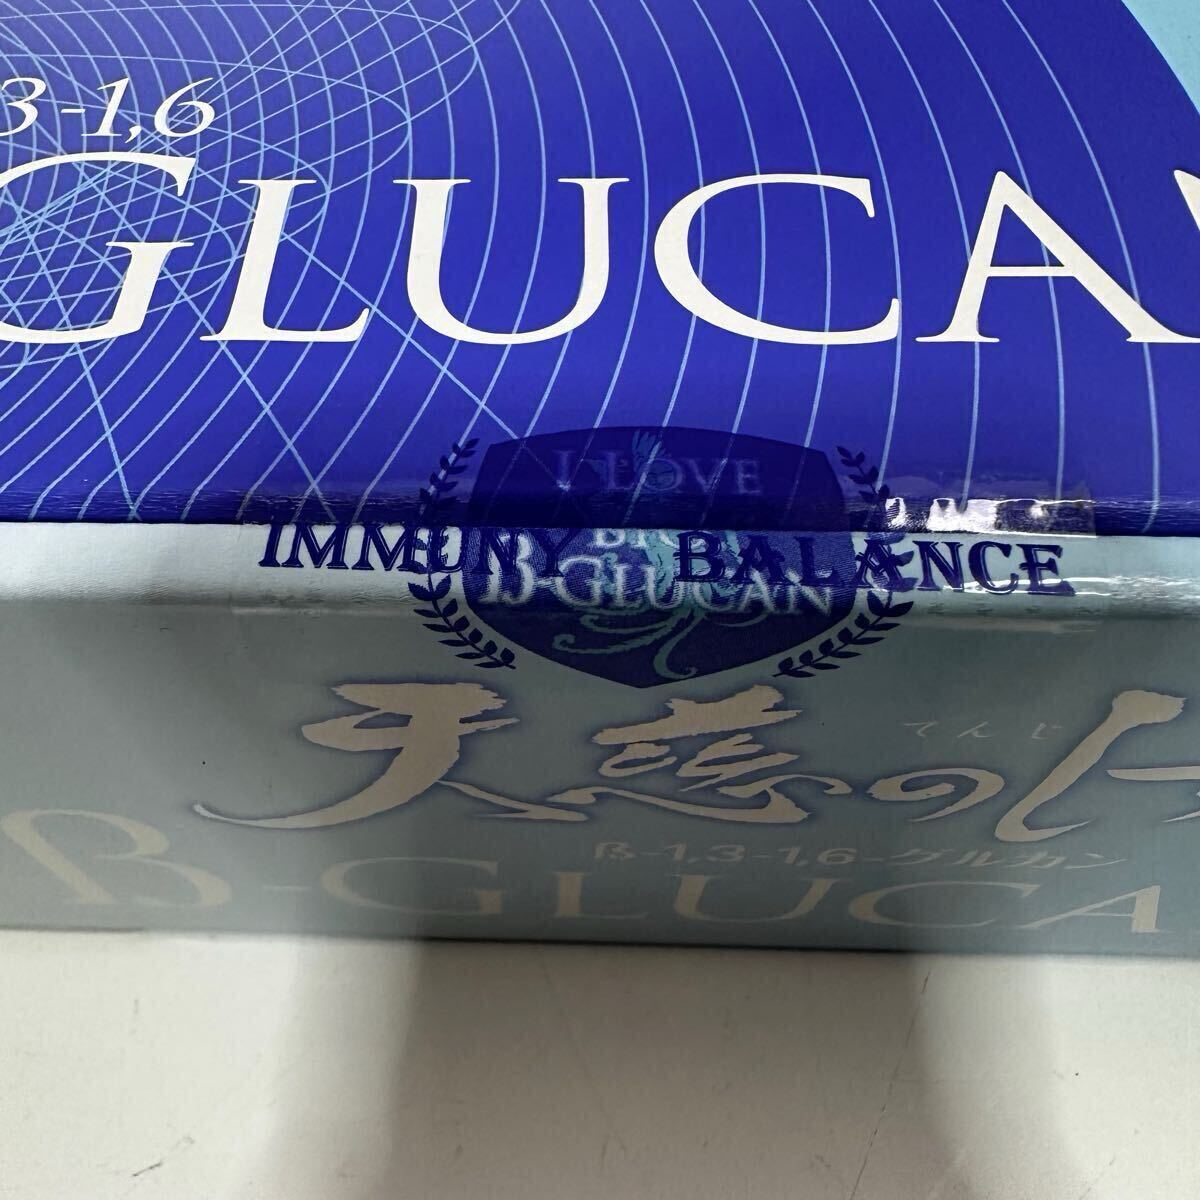 3-1,6
GLUCA
I LOVE
IMMUNY BALANCE
β-GLUCAN
てんじ
天慈の
β-1,3-1,6-グルカン
β-GLUCA